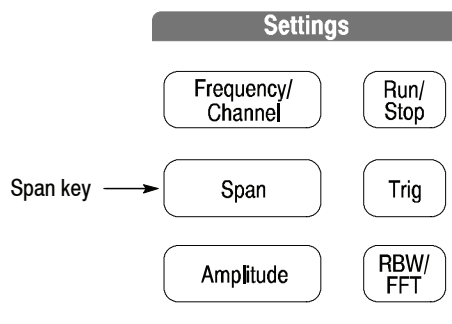 Settings
Frequency/
Channel
Run/
Stop
Span key
Span
Trig
Amplitude
RBW/
FFT